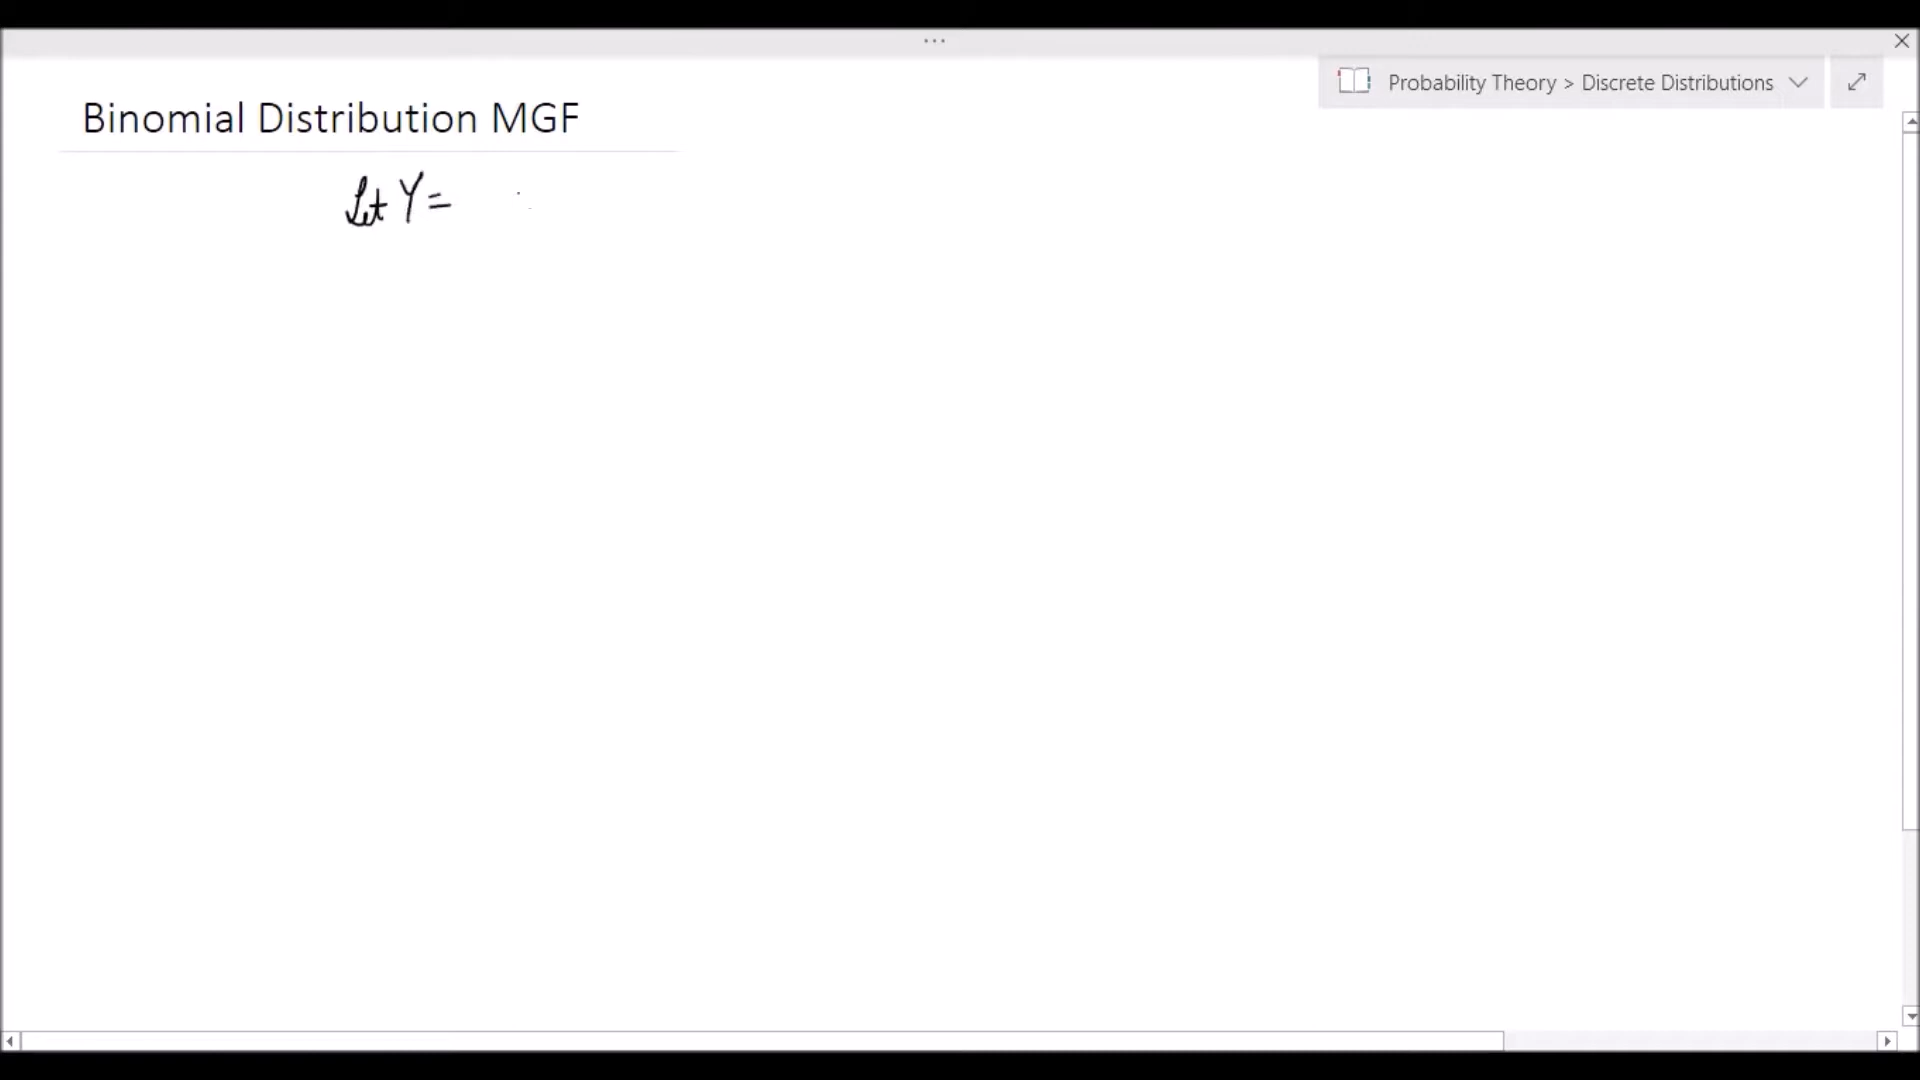 Probability Theory > Discrete Distributions
Binomial Distribution MGF
Let Y =